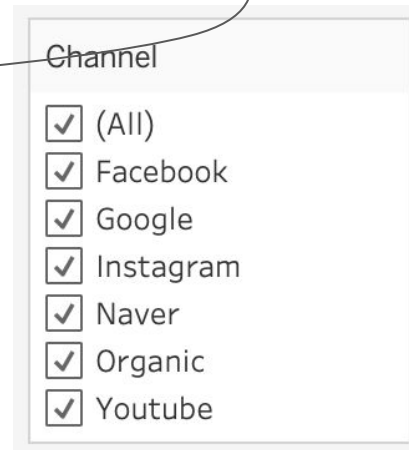 Channel
(All)
Facebook
Google
Instagram
Naver
Organic
Youtube